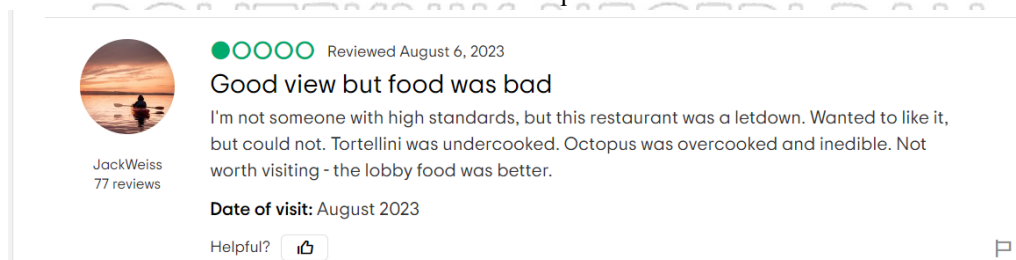 Reviewed August 6, 2023
Good view but food was bad
I'm not someone with high standards, but this restaurant was a letdown. Wanted to like it,
but could not. Tortellini was undercooked. Octopus was overcooked and inedible. Not
worth visiting - the lobby food was better.
JackWeiss
77 reviews
Date of visit: August 2023
Helpful?